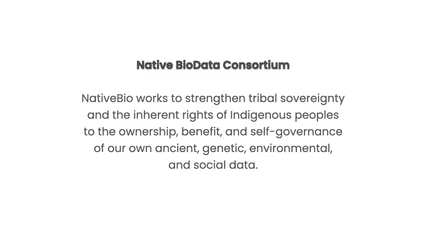 Native BioData Consortium
NativeBio works to strengthen tribal sovereignty
and the inherent rights of Indigenous peoples
to the ownership, benefit, and self-governance
of our own ancient, genetic, environmental,
and social data.